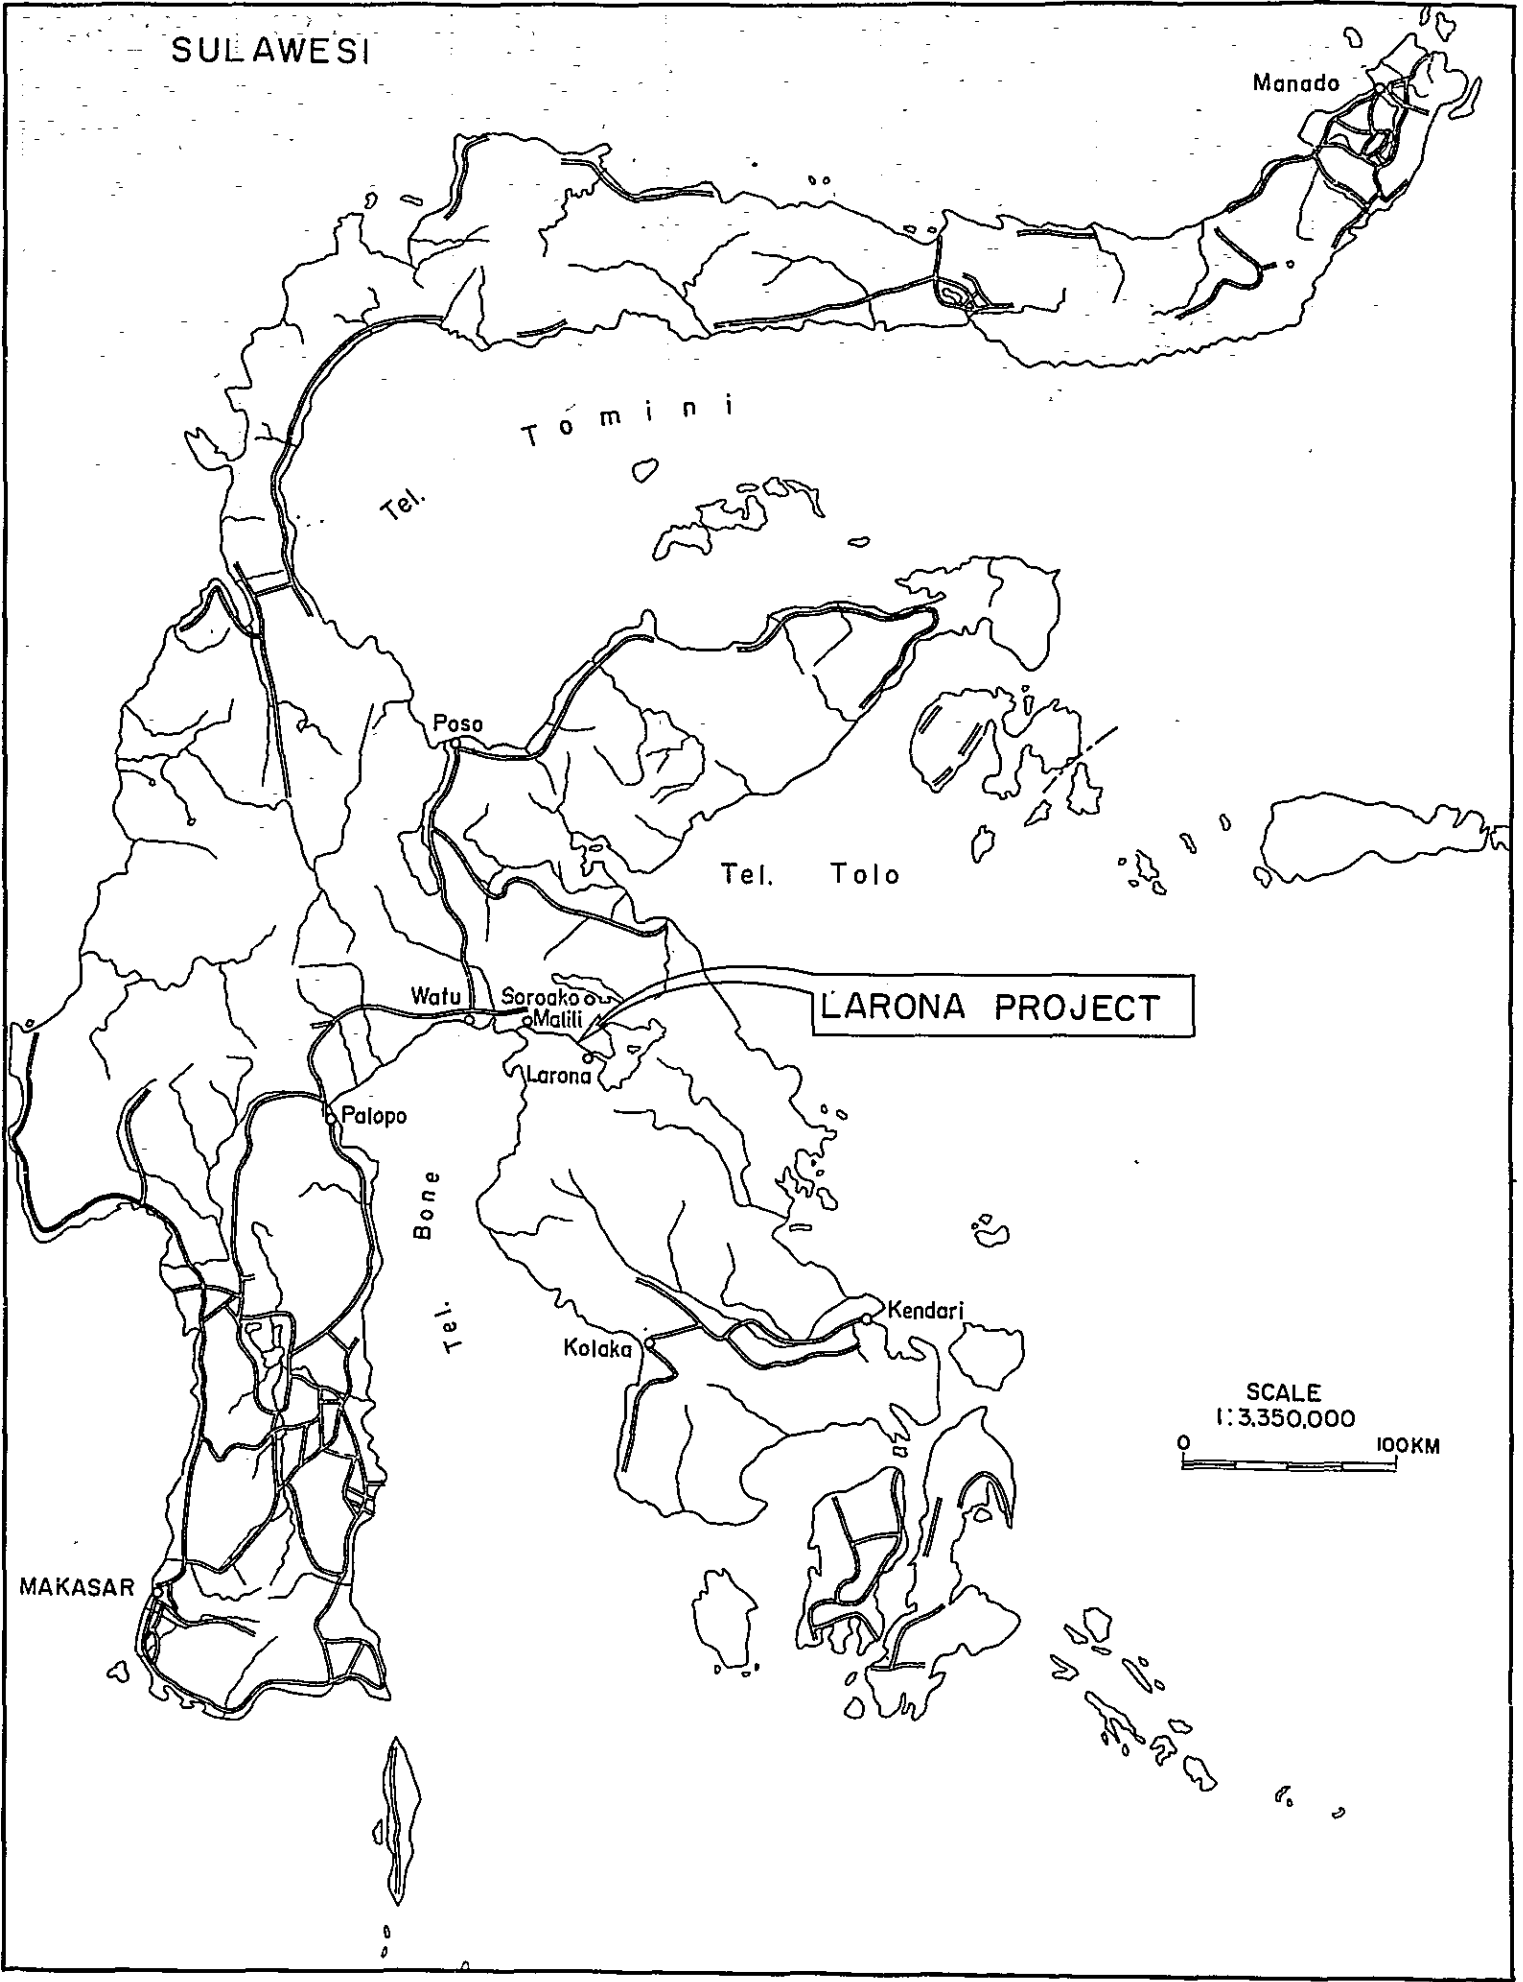 SULAWESI
Manado
Tel. Tomini
Poso
Tel. Tolo
Watu
Soroako
Malili
LARONA PROJECT
Larona
Palopo
Tel. Bone
Kendari
Kolaka
SCALE
1:3,350,000
0 100KM
MAKASAR